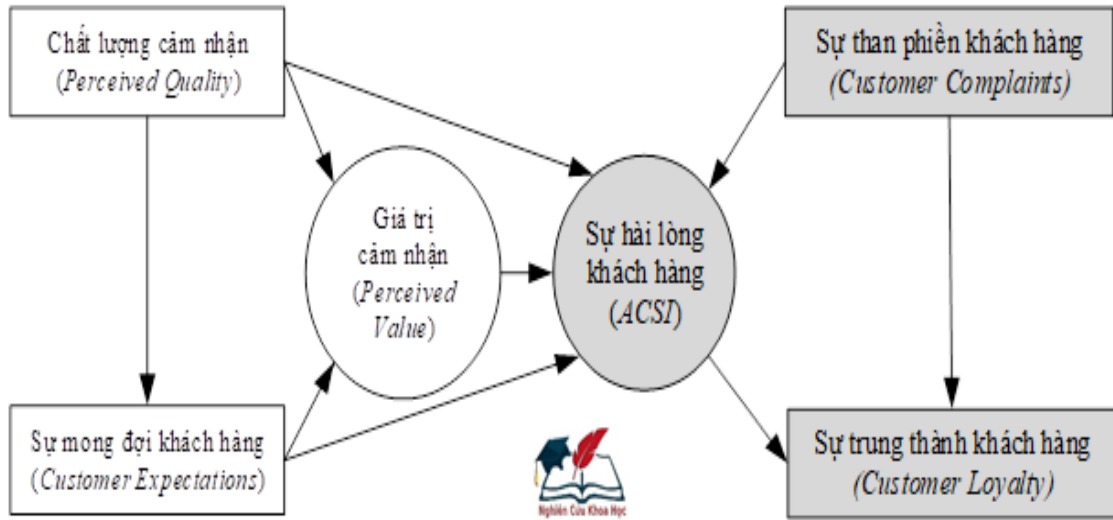 Chất lượng cảm nhận
(Perceived Quality)
Sự than phiền khách hàng
(Customer Complaints)
Giá trị
cảm nhận
(Perceived
Value)
Sự hài lòng
khách hàng
(ACSI)
Sự mong đợi khách hàng
(Customer Expectations)
Sự trung thành khách hàng
(Customer Loyalty)
Nghiên Cứu Khoa Học